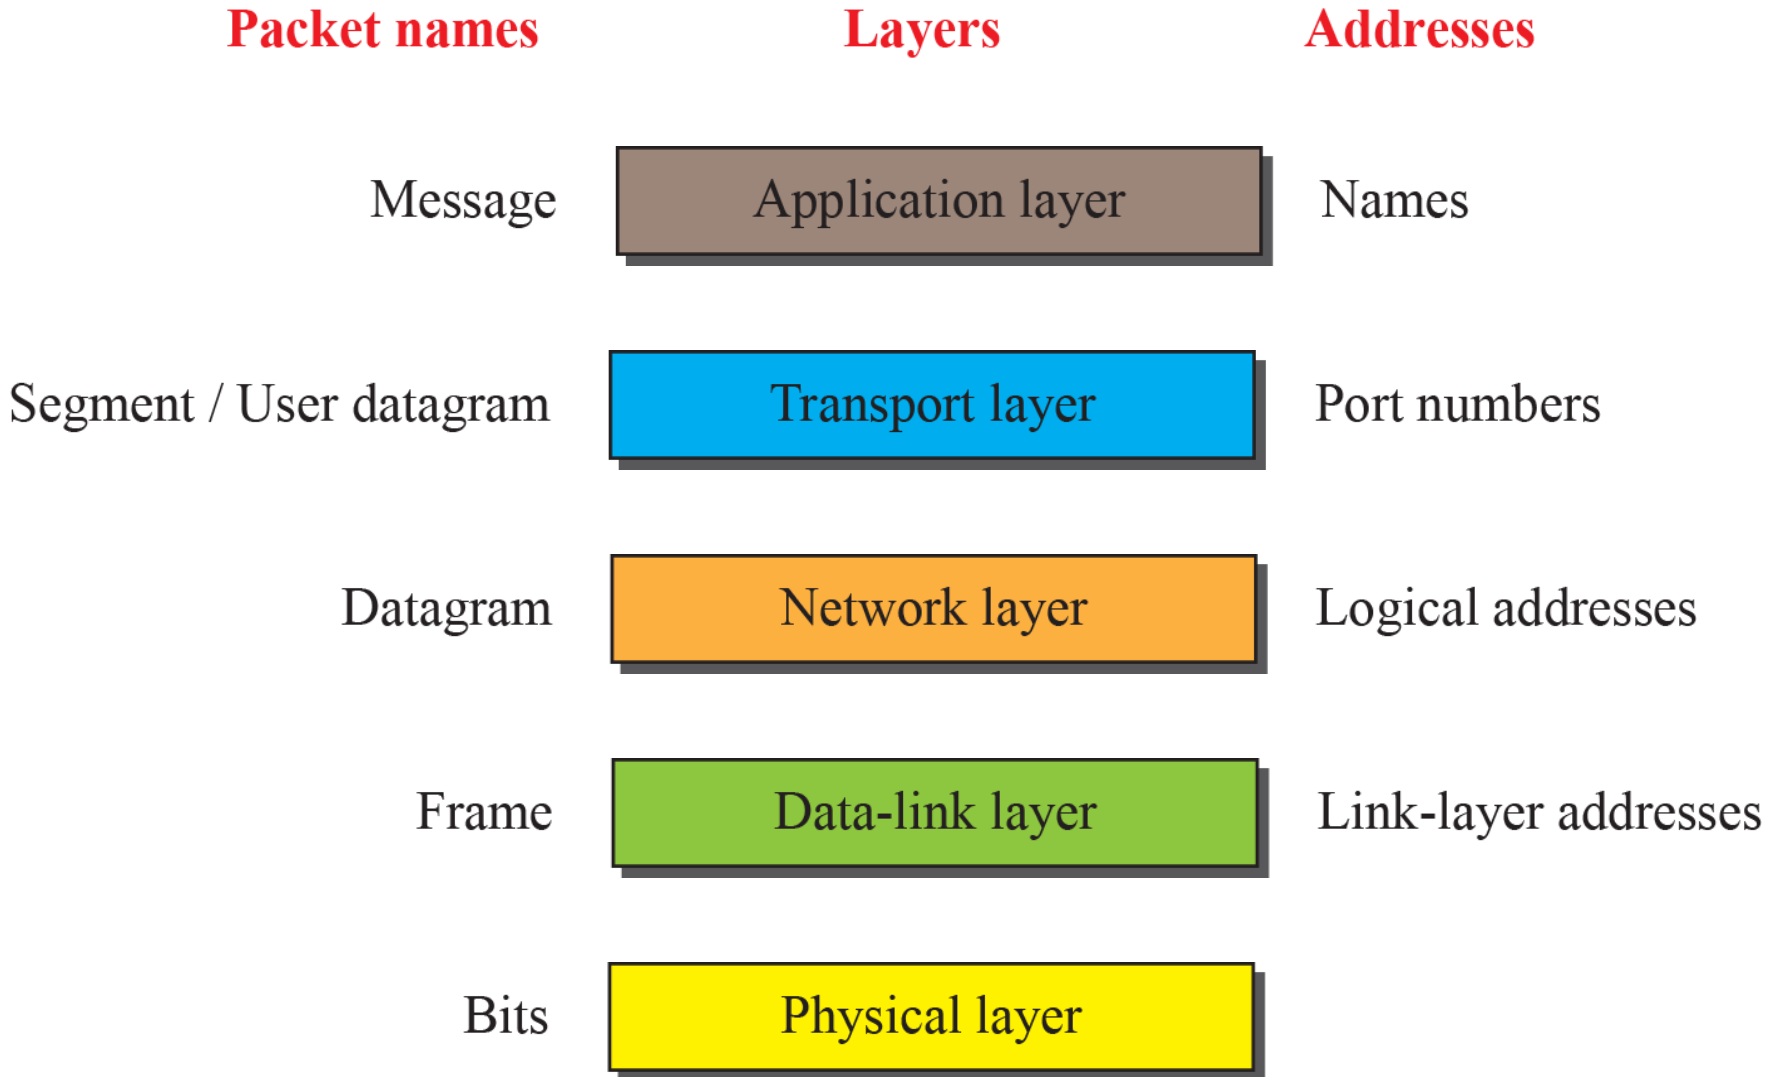 Packet names Layers Addresses
Message Application layer Names
Segment / User datagram Transport layer Port numbers
Datagram Network layer Logical addresses
Frame Data-link layer Link-layer addresses
Bits Physical layer